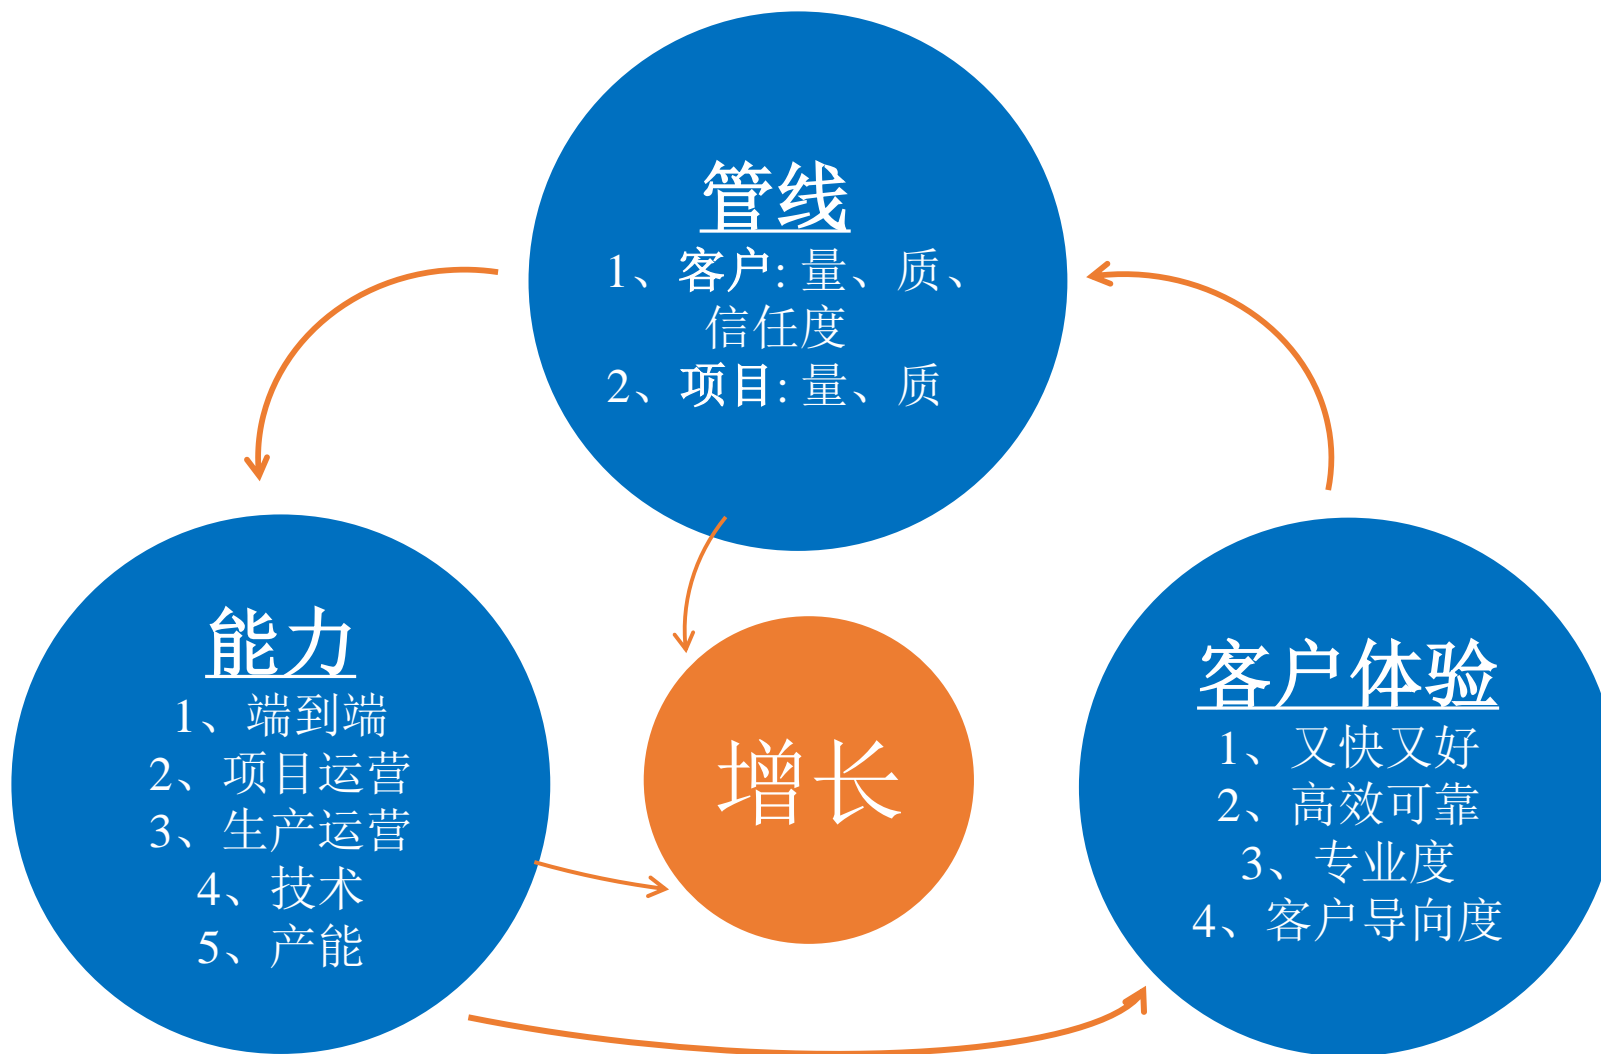 管线
1、客户: 量、质、
信任度
2、项目: 量、质
能力
1、端到端
2、项目运营
3、生产运营
4、技术
5、产能
增长
客户体验
1、又快又好
2、高效可靠
3、专业度
4、客户导向度